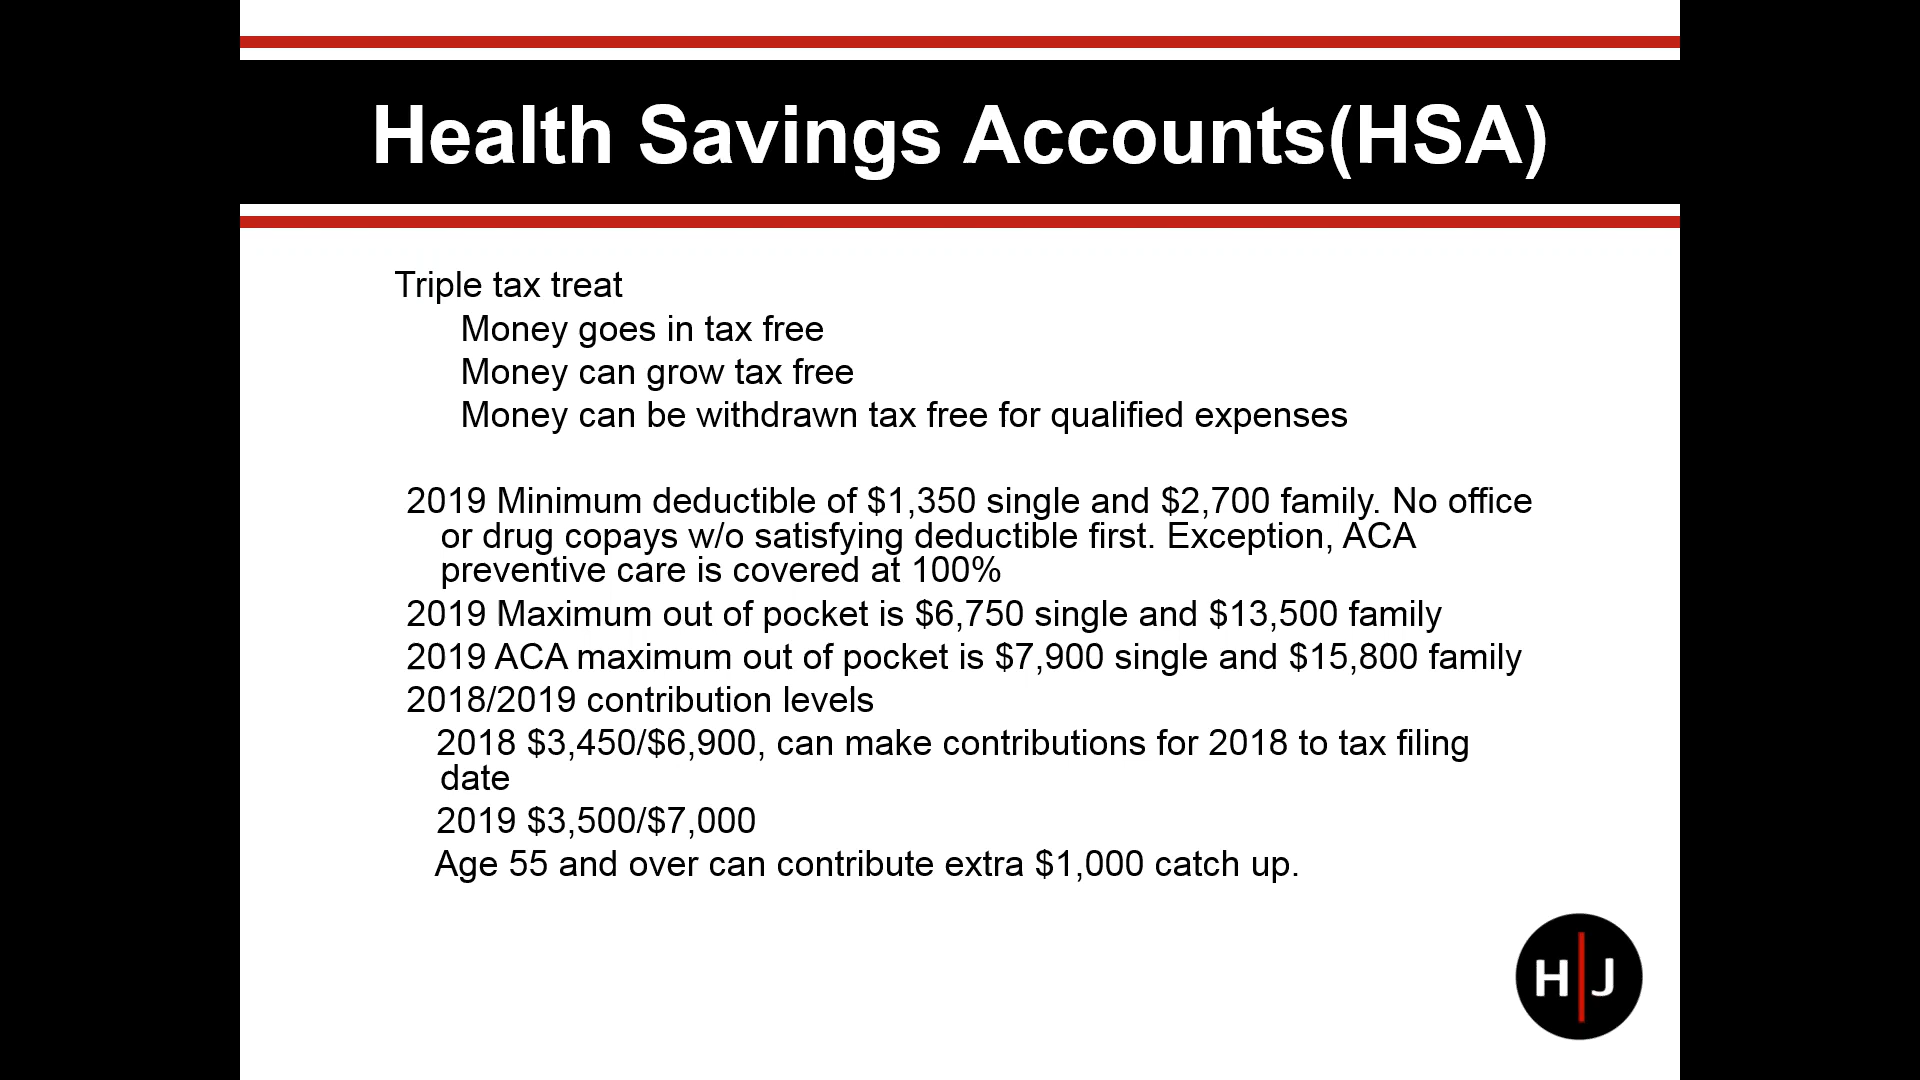 Health Savings Accounts(HSA)
Triple tax treat
Money goes in tax free
Money can grow tax free
Money can be withdrawn tax free for qualified expenses
2019 Minimum deductible of $1,350 single and $2,700 family. No office
or drug copays w/o satisfying deductible first. Exception, ACA
preventive care is covered at 100%
2019 Maximum out of pocket is $6,750 single and $13,500 family
2019 ACA maximum out of pocket is $7,900 single and $15,800 family
2018/2019 contribution levels
2018 $3,450/$6,900, can make contributions for 2018 to tax filing
date
2019 $3,500/$7,000
Age 55 and over can contribute extra $1,000 catch up.
H|J